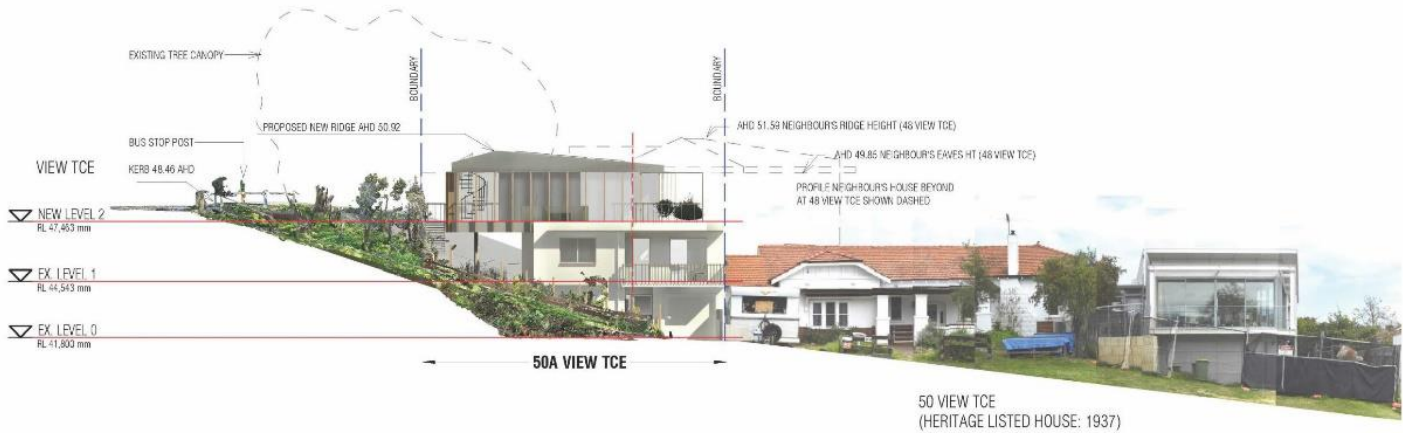 EXISTING TREE CANOPY
BOUNDARY
BOUNDARY
PROPOSED NEW RIDGE AHD 50.92
AHD 51.59 NEIGHBOUR'S RIDGE HEIGHT (48 VIEW TCE)
BUS STOP POST
AHD 49.85 NEIGHBOUR'S EAVES HT (48 VIEW TCE)
VIEW TCE
KERB 48.46 AHD
PROFILE NEIGHBOUR'S HOUSE BEYOND
AT 48 VIEW TCE SHOWN DASHED
NEW LEVEL 2
RL 47,463 mm
EX. LEVEL 1
RL 44,543 mm
EX. LEVEL 0
RL 41,800 mm
50A VIEW TCE
50 VIEW TCE
(HERITAGE LISTED HOUSE: 1937)